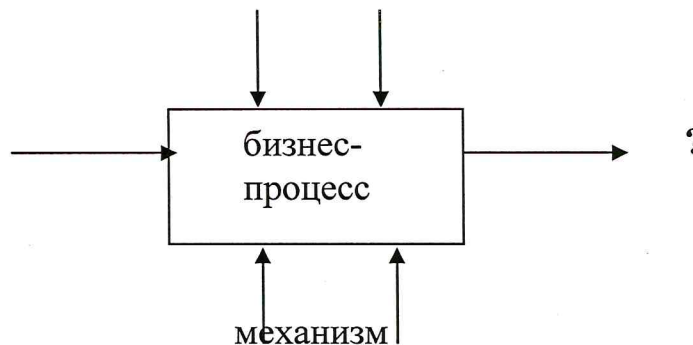 бизнес-
?
процесс
механизм